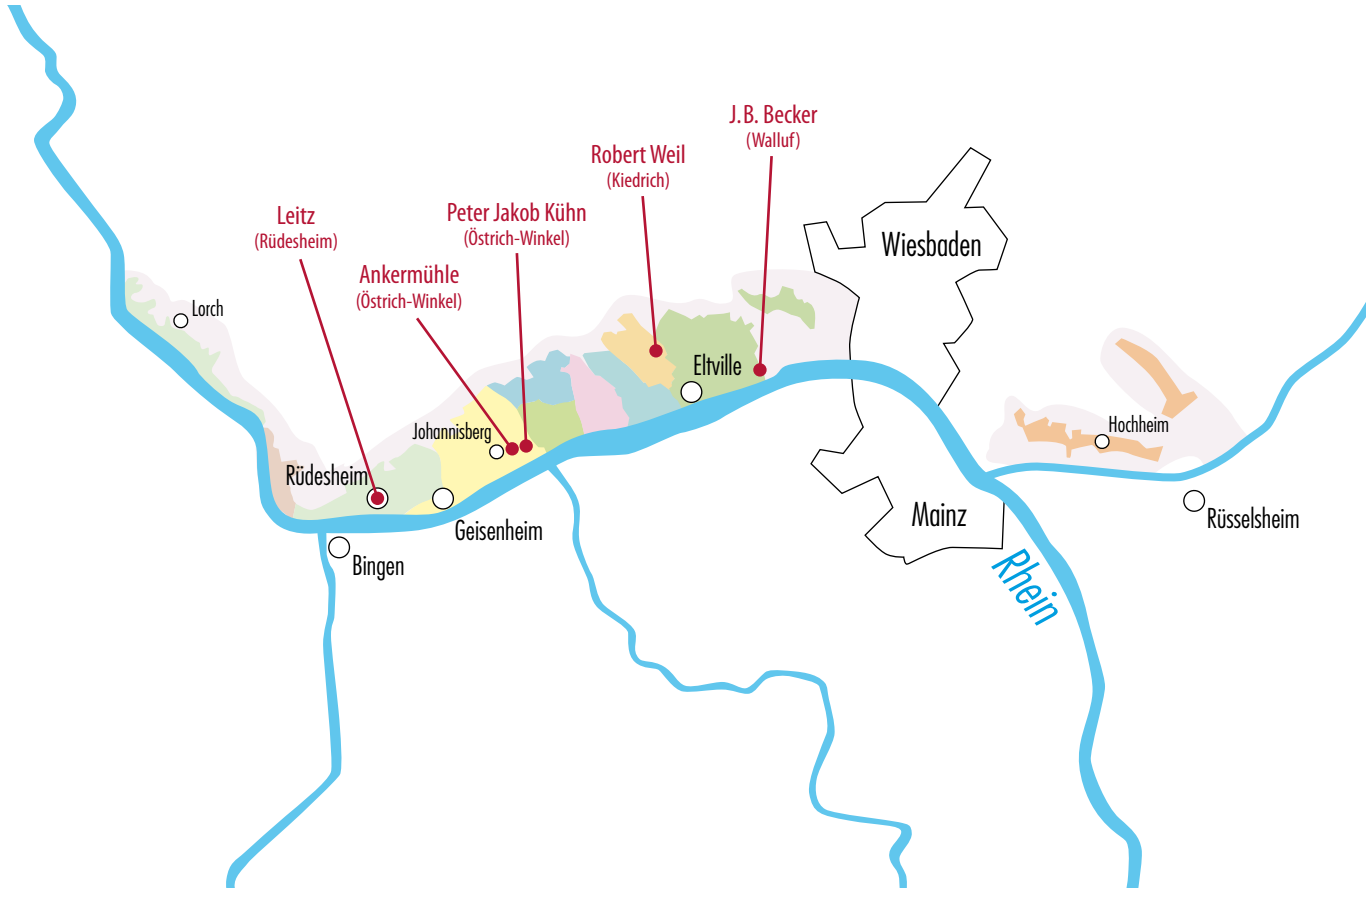 J.B. Becker
(Walluf)
Robert Weil
(Kiedrich)
Peter Jakob Kühn
(Östrich-Winkel)
Leitz
(Rüdesheim)
Ankermühle
(Östrich-Winkel)
Wiesbaden
Lorch
Eltville
Johannisberg
Hochheim
Rüdesheim
Geisenheim
Mainz
Rüsselsheim
Bingen
Rhein